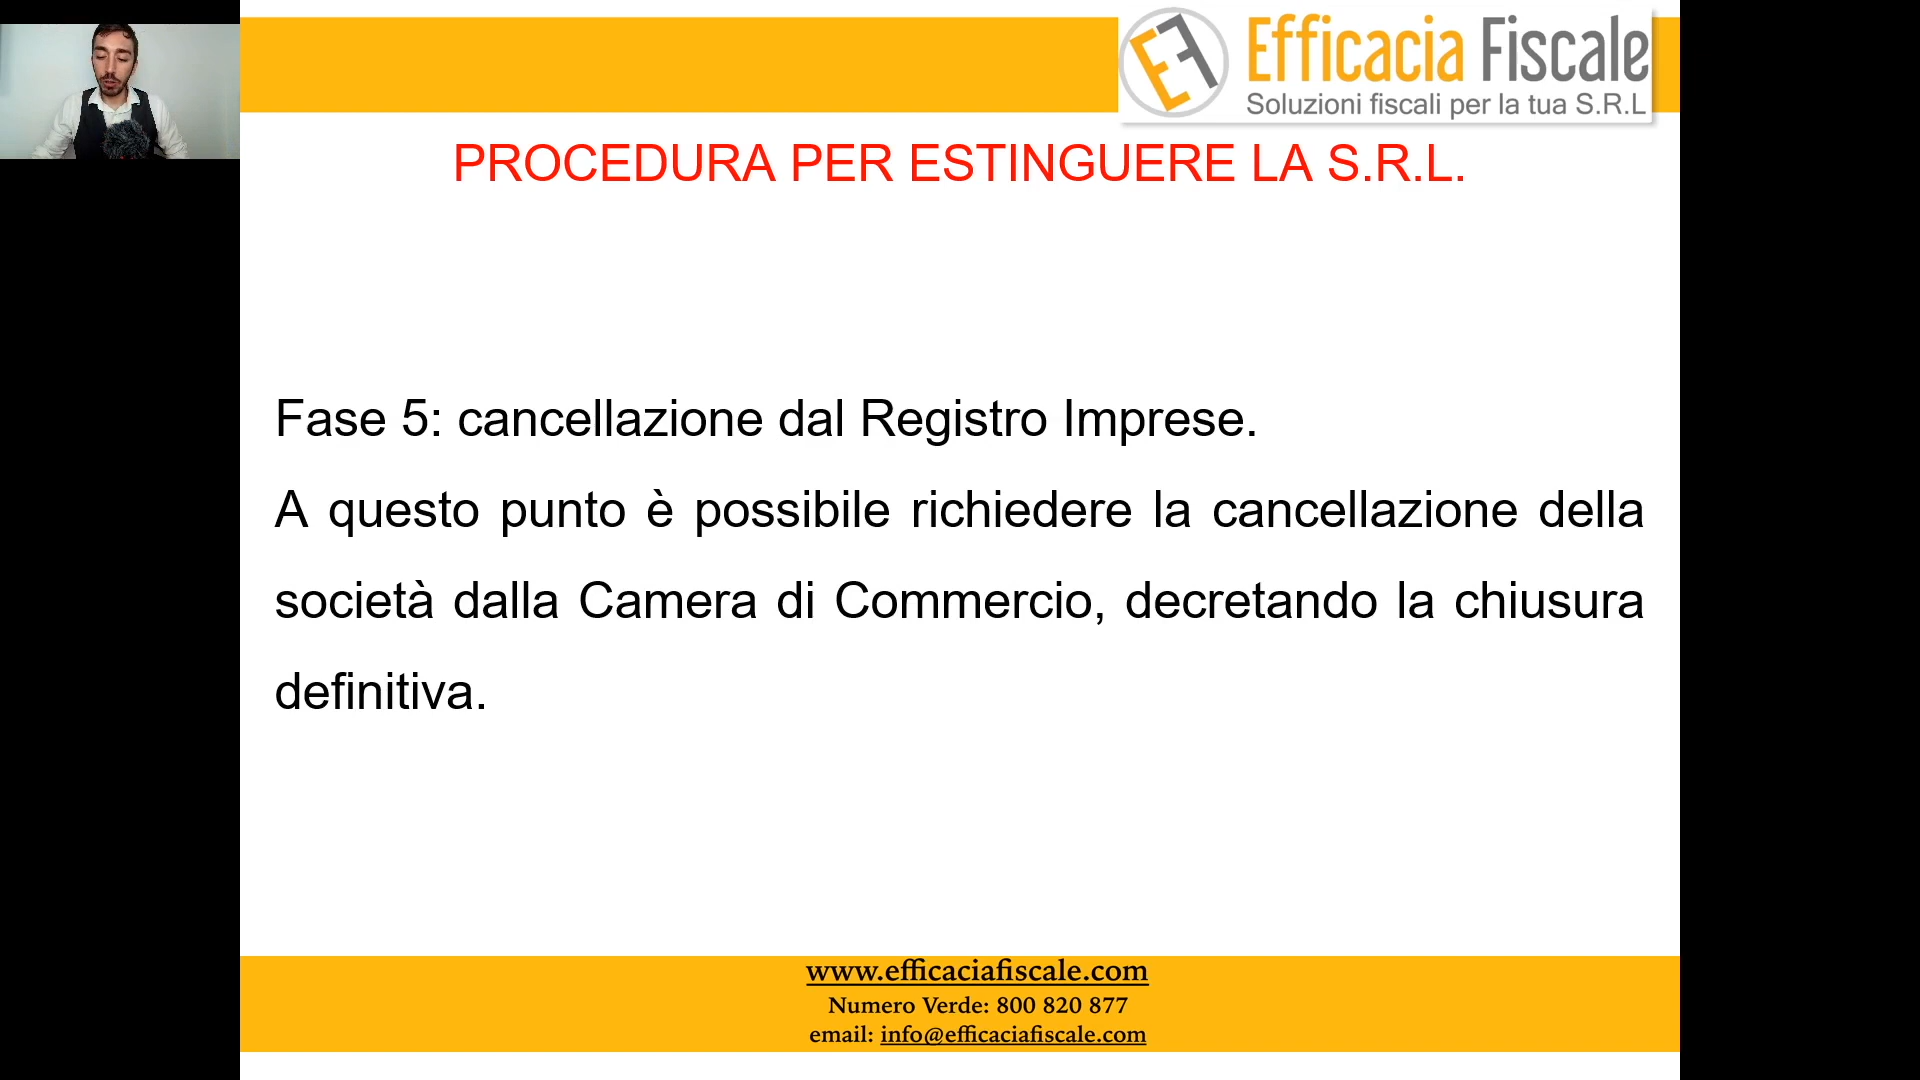 Efficacia Fiscale
Soluzioni fiscali per la tua S.R.L
PROCEDURA PER ESTINGUERE LA S.R.L.
Fase 5: cancellazione dal Registro Imprese.
A questo punto è possibile richiedere la cancellazione della
società dalla Camera di Commercio, decretando la chiusura
definitiva.
www.efficaciafiscale.com
Numero Verde: 800 820 877
email: info@efficaciafiscale.com